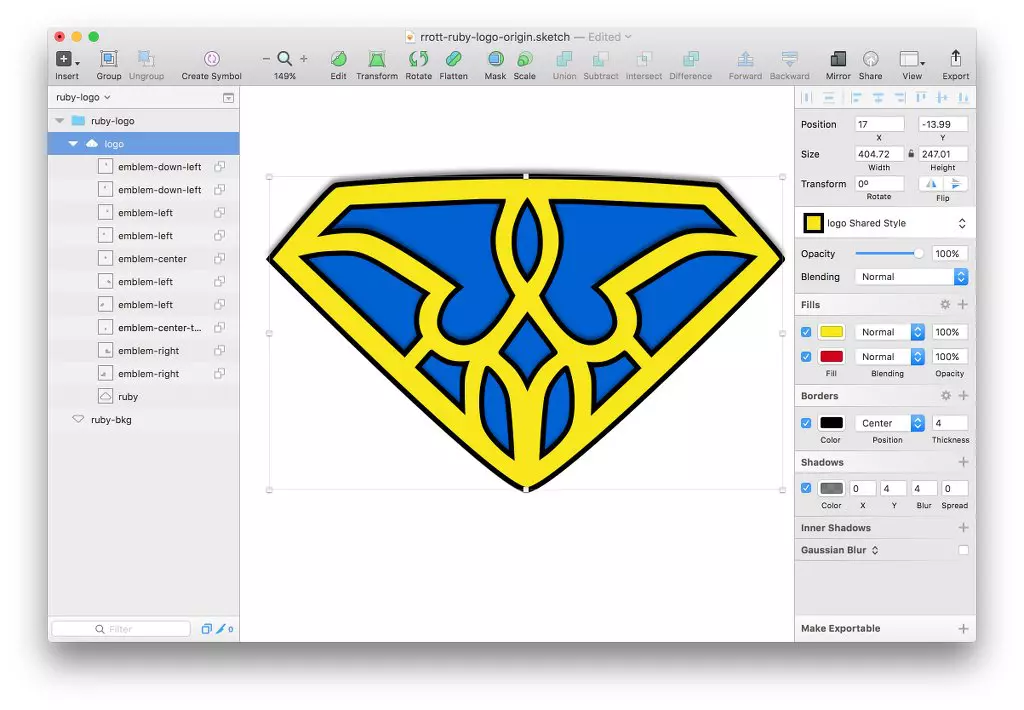 rrott-ruby-logo-origin.sketch — Edited
Insert Group Ungroup Create Symbol 149% Edit Transform Rotate Flatten Mask Scale Union Subtract Intersect Difference Forward Backward Mirror Share View Export
ruby-logo
ruby-logo
logo
emblem-down-left
emblem-down-left
emblem-left
emblem-left
emblem-center
emblem-left
emblem-left
emblem-center-t...
emblem-right
emblem-right
ruby
ruby-bkg
Filter 0
Position 17 -13.99
X Y
Size 404.72 247.01
Width Height
Transform 0º
Rotate Flip
logo Shared Style
Opacity 100%
Blending Normal
Fills
Normal 100%
Normal 100%
Fill Blending Opacity
Borders
Center 4
Color Position Thickness
Shadows
0 4 4 0
Color X Y Blur Spread
Inner Shadows
Gaussian Blur
Make Exportable